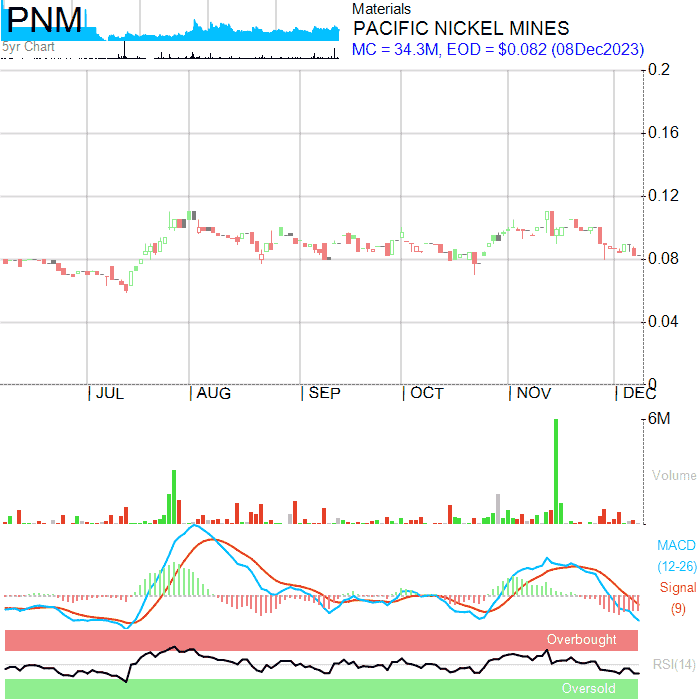 PNM
5yr Chart
Materials
PACIFIC NICKEL MINES
MC = 34.3M, EOD = $0.082 (08Dec2023)
0.2
0.16
0.12
0.08
0.04
0
| JUL | AUG | SEP | OCT | NOV | DEC
6M
Volume
MACD
(12-26)
Signal
(9)
Overbought
RSI(14)
Oversold